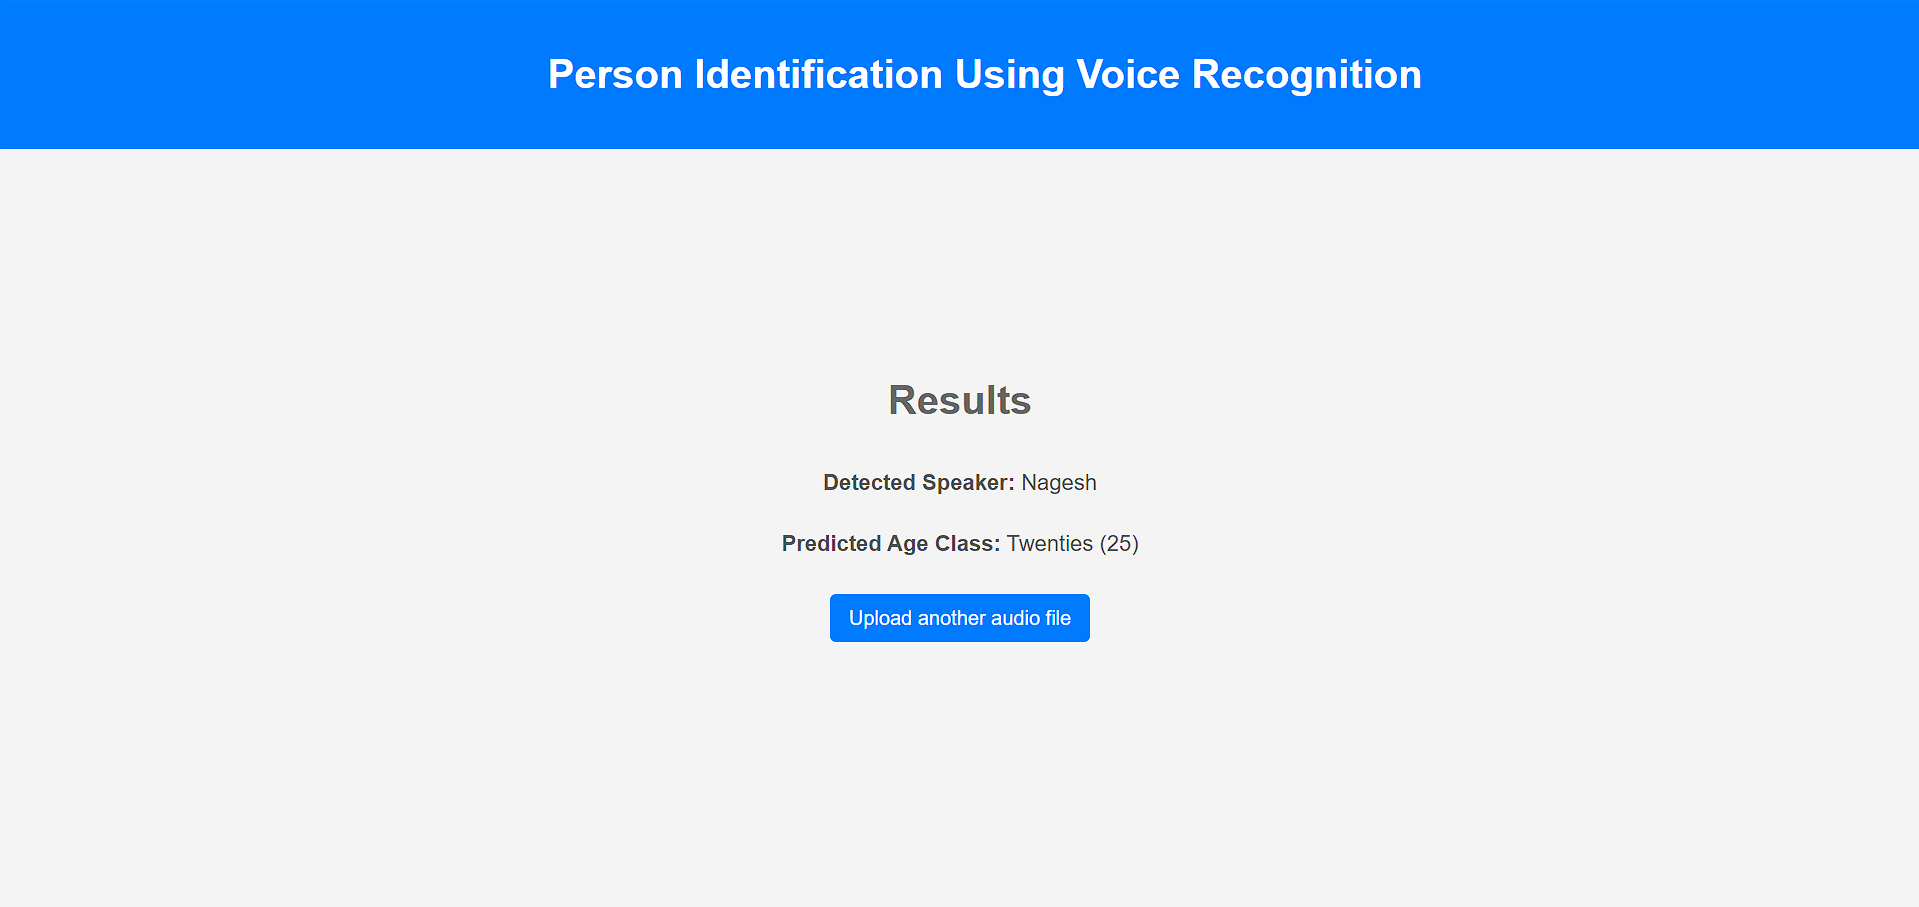 Person Identification Using Voice Recognition
Results
Detected Speaker: Nagesh
Predicted Age Class: Twenties (25)
Upload another audio file